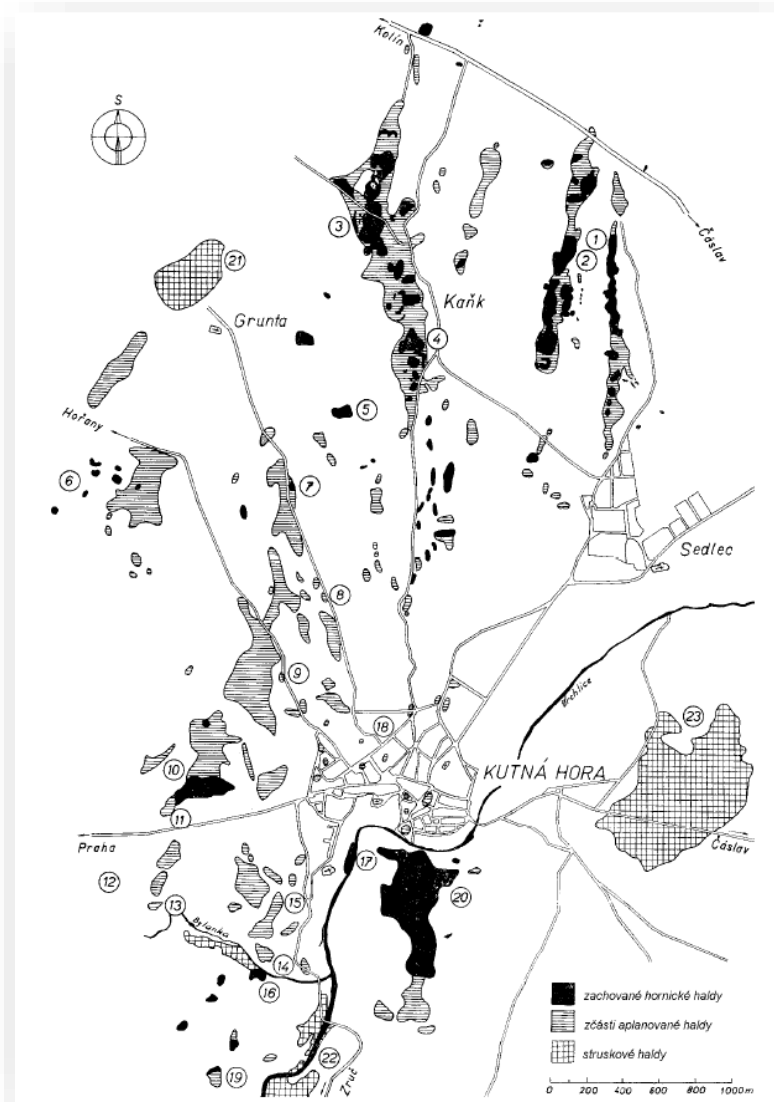 Kolín
S
Čáslav
3
1
2
21
Kaňk
Grunta
4
5
Hořany
6
7
Sedlec
8
9
Vrchlice
18
23
10
KUTNÁ HORA
11
Praha
Čáslav
17
12
20
13
15
Bylanka
14
16
zachované hornické haldy
zčásti aplanované haldy
22
struskové haldy
19
Zruč
0 200 400 600 800 1000m